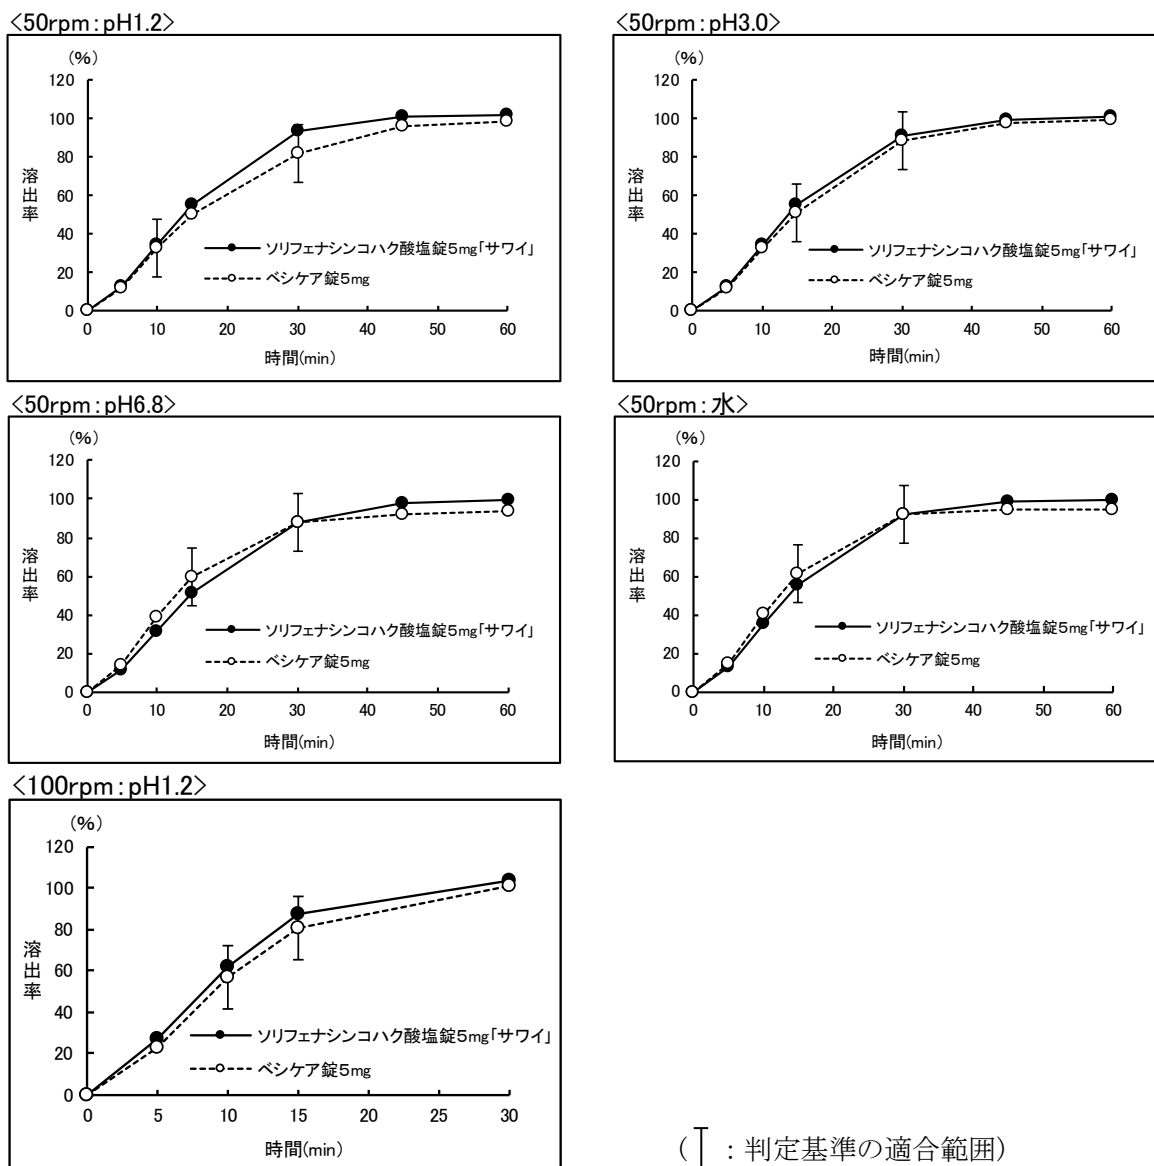 <50rpm:pH1.2>
(%)
120
100
80
60
40
20
0
溶出率
ソリフェナシンコハク酸塩錠5mg「サワイ」
ベシケア錠5mg
0 10 20 30 40 50 60
時間(min)
<50rpm:pH3.0>
(%)
120
100
80
60
40
20
0
溶出率
ソリフェナシンコハク酸塩錠5mg「サワイ」
ベシケア錠5mg
0 10 20 30 40 50 60
時間(min)
<50rpm:pH6.8>
(%)
120
100
80
60
40
20
0
溶出率
ソリフェナシンコハク酸塩錠5mg「サワイ」
ベシケア錠5mg
0 10 20 30 40 50 60
時間(min)
<50rpm:水>
(%)
120
100
80
60
40
20
0
溶出率
ソリフェナシンコハク酸塩錠5mg「サワイ」
ベシケア錠5mg
0 10 20 30 40 50 60
時間(min)
<100rpm:pH1.2>
(%)
120
100
80
60
40
20
0
溶出率
ソリフェナシンコハク酸塩錠5mg「サワイ」
ベシケア錠5mg
0 5 10 15 20 25 30
時間(min)
( : 判定基準の適合範囲)